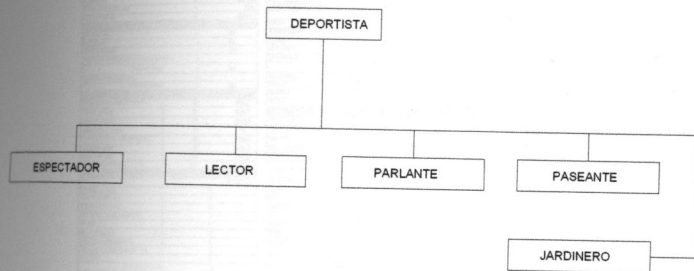 DEPORTISTA
ESPECTADOR
LECTOR
PARLANTE
PASEANTE
JARDINERO